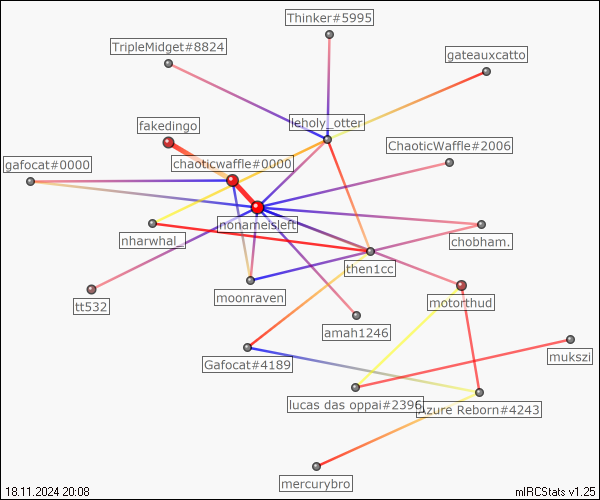 Thinker#5995
TripleMidget#8824
gateauxcatto
fakedingo
leholy_otter
ChaoticWaffle#2006
gafocat#0000
chaoticwaffle#0000
nonameisleft
nharwhal_
chobham.
then1cc
moonraven
tt532
motorthud
amah1246
Gafocat#4189
mukszi
lucas das oppai#2396
Azure Reborn#4243
mercurybro
18.11.2024 20:08
mIRCStats v1.25